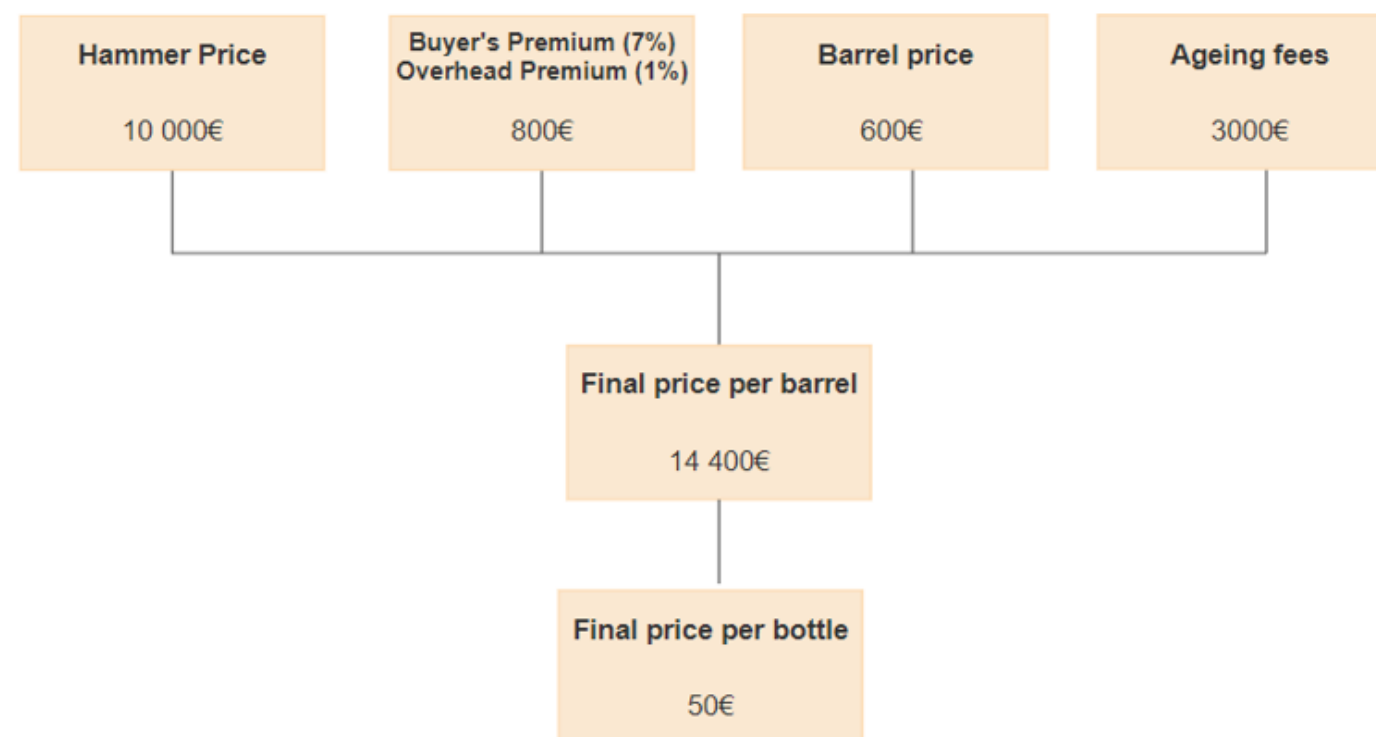 Hammer Price
10 000€
Buyer's Premium (7%)
Overhead Premium (1%)
800€
Barrel price
600€
Ageing fees
3000€
Final price per barrel
14 400€
Final price per bottle
50€